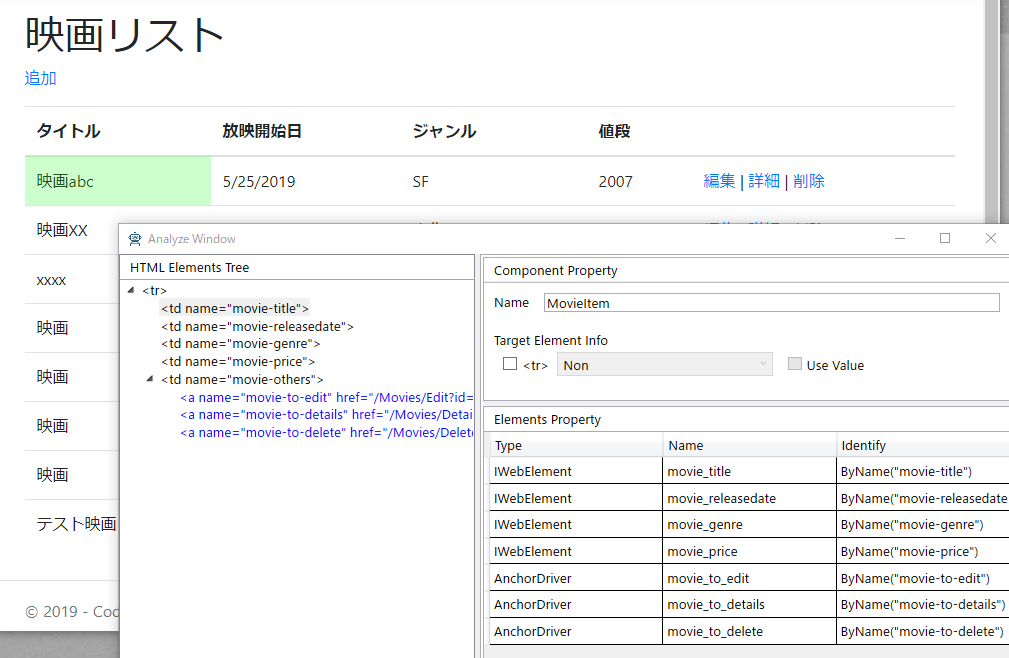 映画リスト
追加
タイトル 放映開始日 ジャンル 値段
映画abc 5/25/2019 SF 2007 編集 | 詳細 | 削除
映画XX
xxxx
映画
映画
映画
映画
テスト映画
© 2019 - Coo
Analyze Window
HTML Elements Tree
<tr>
<td name="movie-title">
<td name="movie-releasedate">
<td name="movie-genre">
<td name="movie-price">
<td name="movie-others">
<a name="movie-to-edit" href="/Movies/Edit?id=
<a name="movie-to-details" href="/Movies/Detai
<a name="movie-to-delete" href="/Movies/Delete
Component Property
Name MovieItem
Target Element Info
<tr> Non Use Value
Elements Property
Type Name Identify
IWebElement movie_title ByName("movie-title")
IWebElement movie_releasedate ByName("movie-releasedate
IWebElement movie_genre ByName("movie-genre")
IWebElement movie_price ByName("movie-price")
AnchorDriver movie_to_edit ByName("movie-to-edit")
AnchorDriver movie_to_details ByName("movie-to-details")
AnchorDriver movie_to_delete ByName("movie-to-delete")